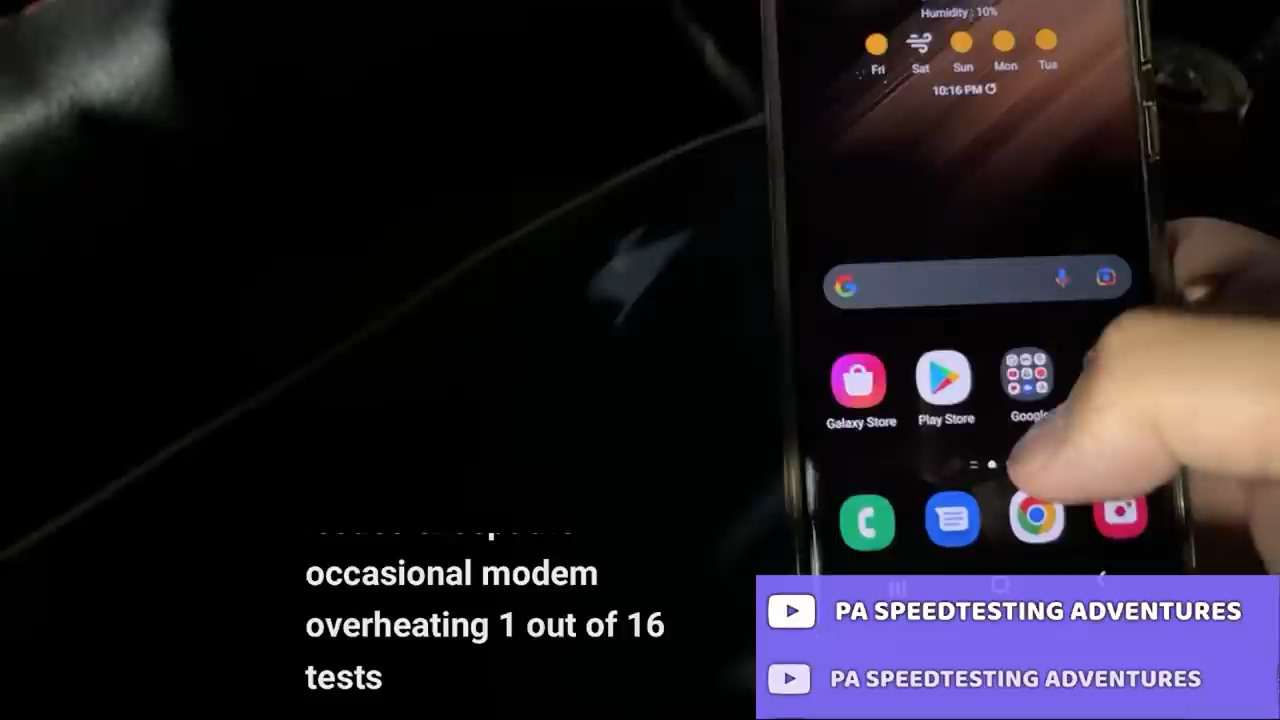 Humidity : 10%
Fri Sat Sun Mon Tue
10:16 PM
Galaxy Store Play Store Google
occasional modem
overheating 1 out of 16
tests
PA SPEEDTESTING ADVENTURES
PA SPEEDTESTING ADVENTURES